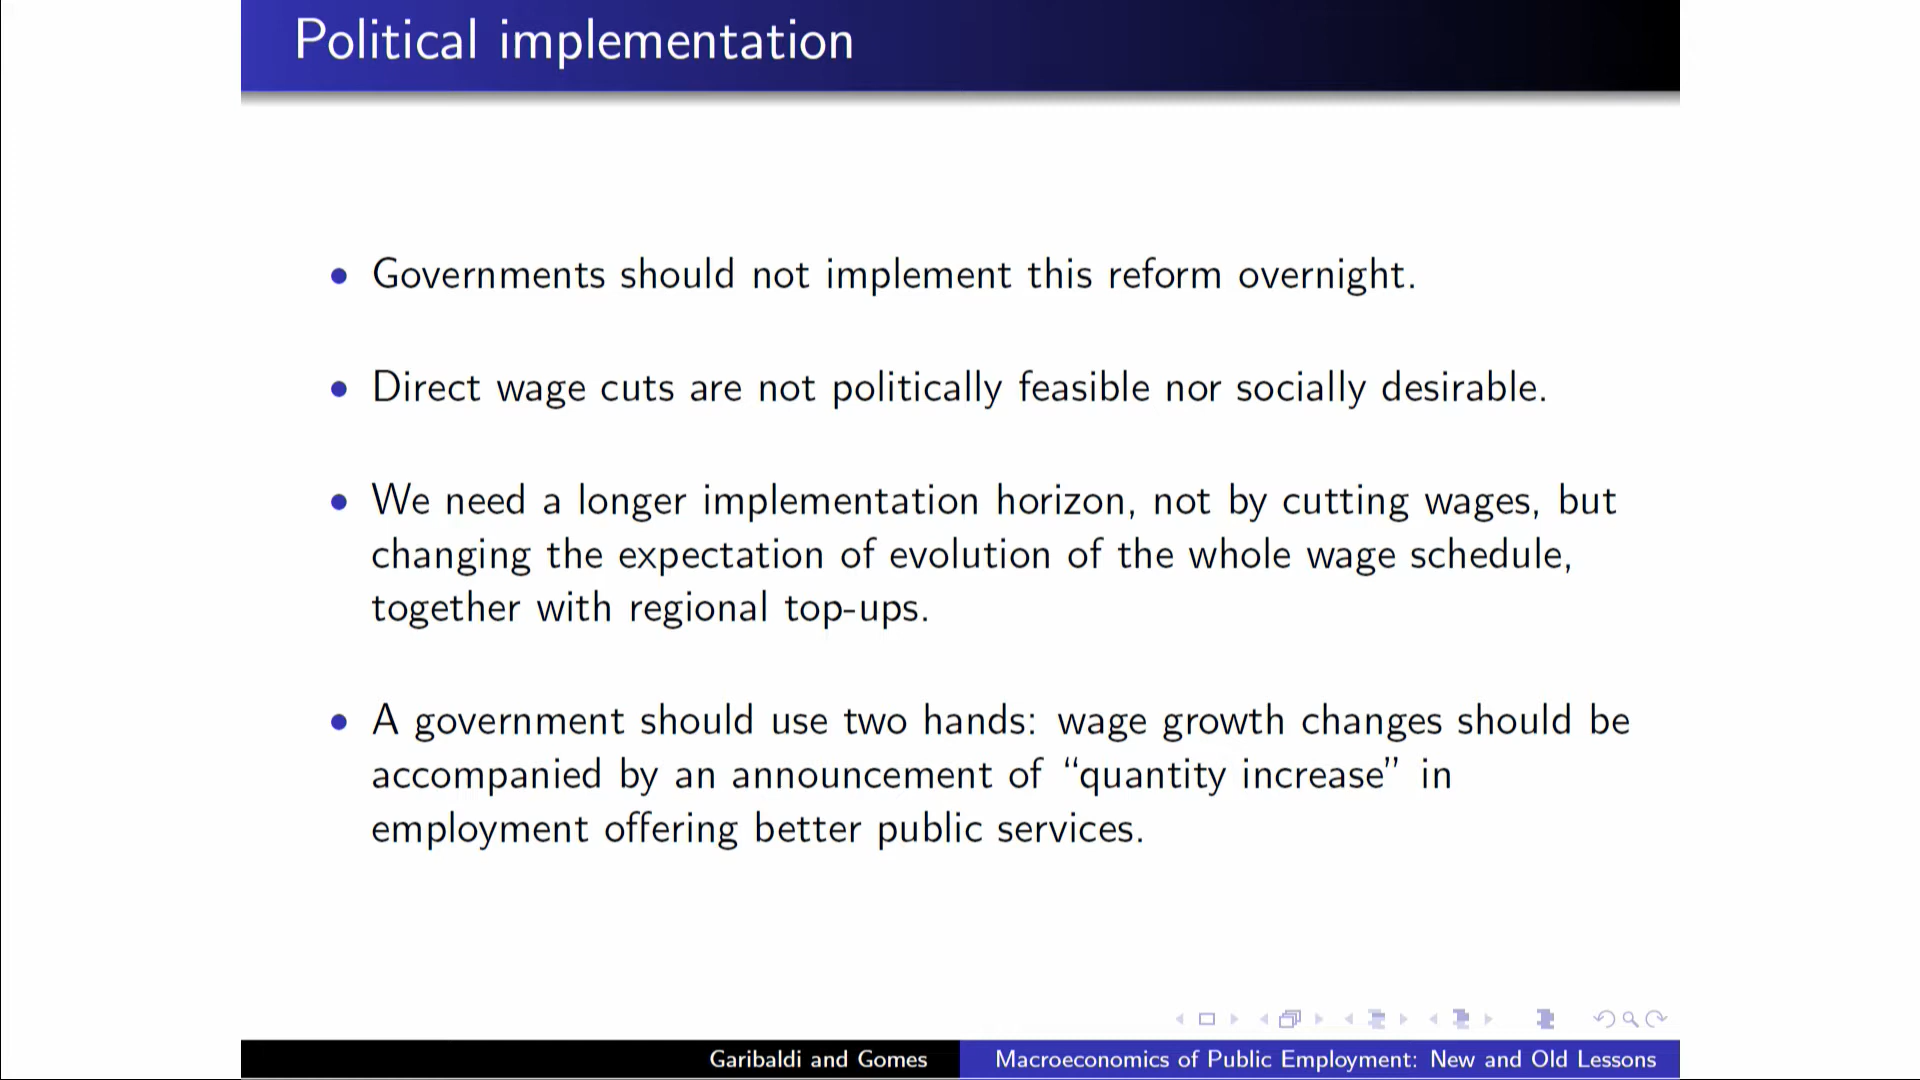 Political implementation
• Governments should not implement this reform overnight.
• Direct wage cuts are not politically feasible nor socially desirable.
• We need a longer implementation horizon, not by cutting wages, but
changing the expectation of evolution of the whole wage schedule,
together with regional top-ups.
• A government should use two hands: wage growth changes should be
accompanied by an announcement of “quantity increase” in
employment offering better public services.
Garibaldi and Gomes
Macroeconomics of Public Employment: New and Old Lessons